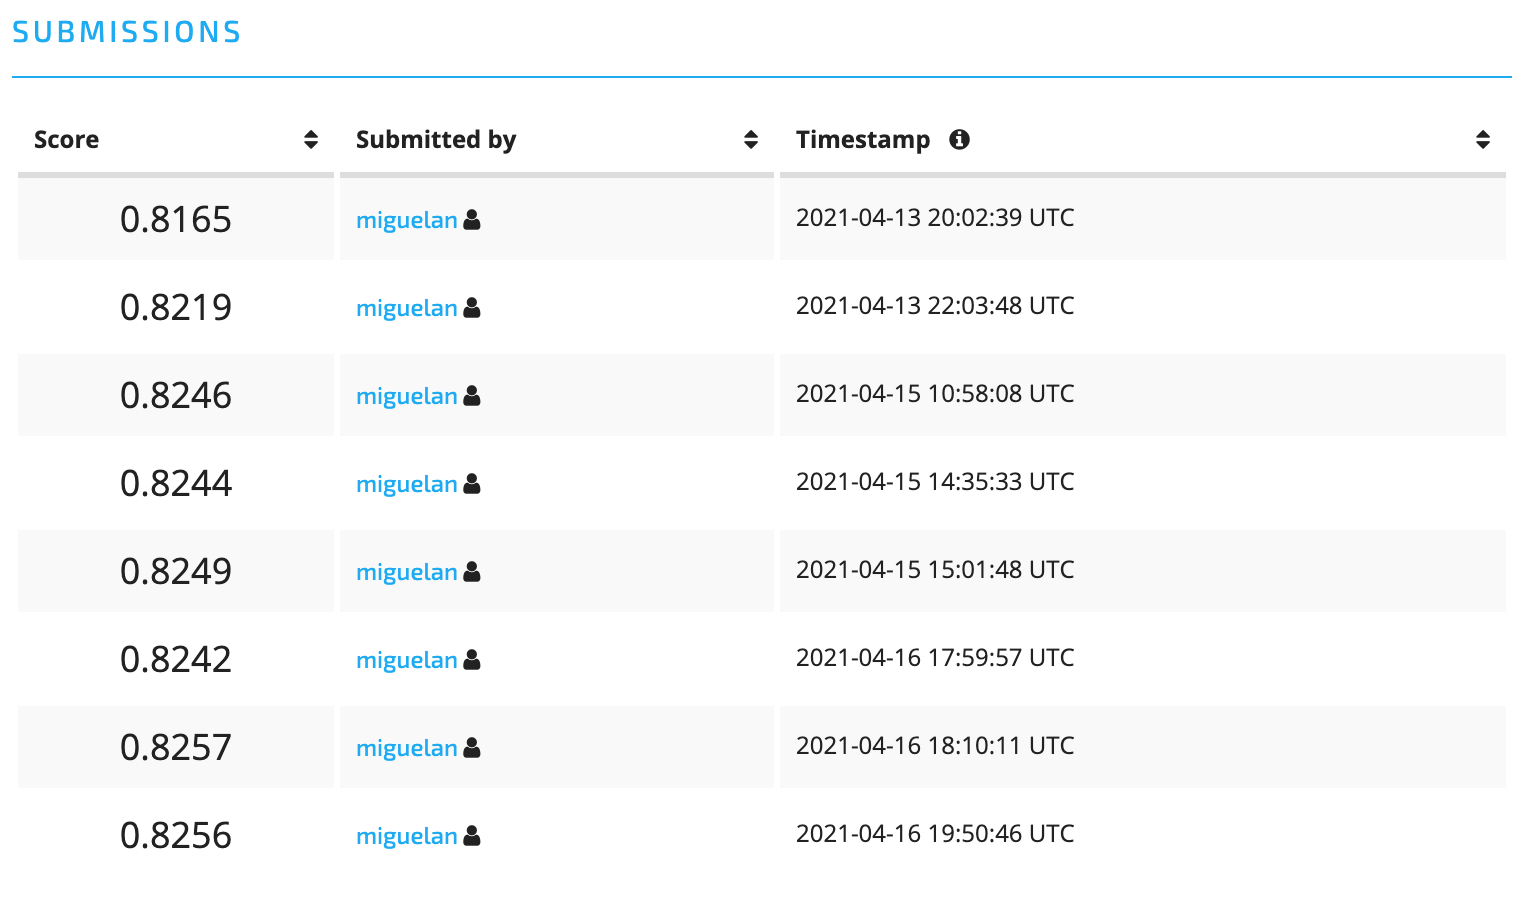 SUBMISSIONS
Score Submitted by Timestamp
0.8165 miguelan 2021-04-13 20:02:39 UTC
0.8219 miguelan 2021-04-13 22:03:48 UTC
0.8246 miguelan 2021-04-15 10:58:08 UTC
0.8244 miguelan 2021-04-15 14:35:33 UTC
0.8249 miguelan 2021-04-15 15:01:48 UTC
0.8242 miguelan 2021-04-16 17:59:57 UTC
0.8257 miguelan 2021-04-16 18:10:11 UTC
0.8256 miguelan 2021-04-16 19:50:46 UTC